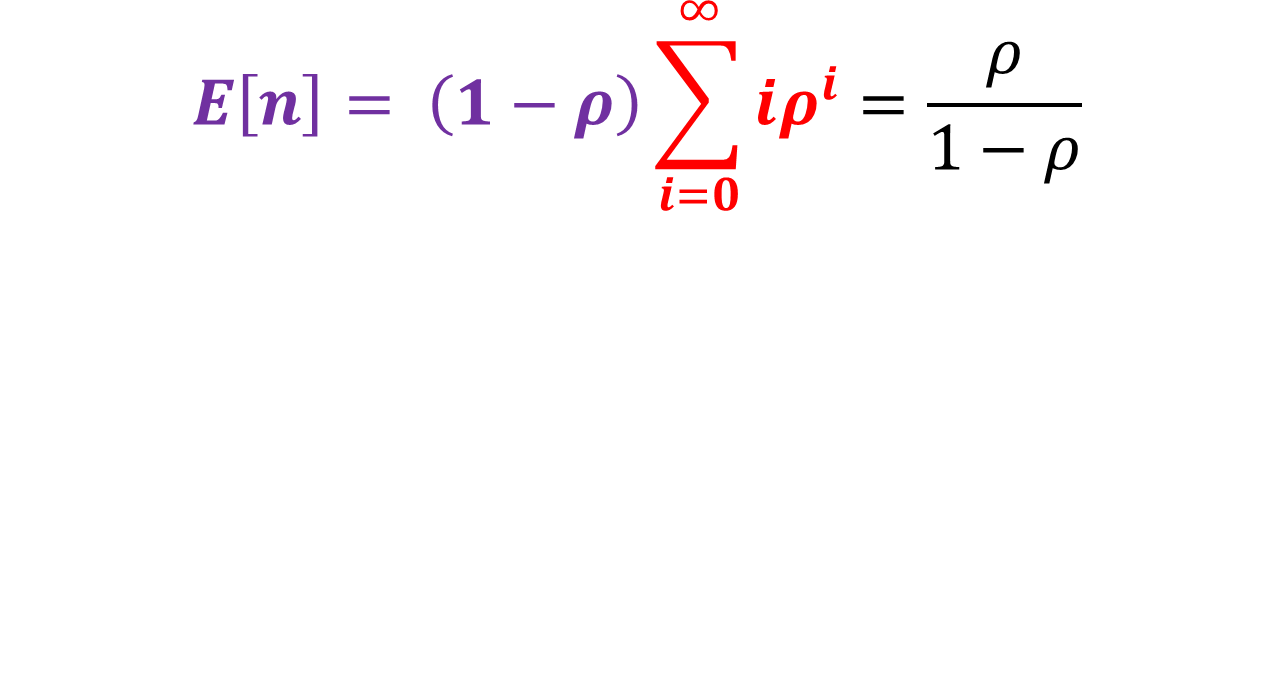 E[n] = (1 − ρ) ∑_{i=0}^{∞} iρ^i = ρ/(1 − ρ)